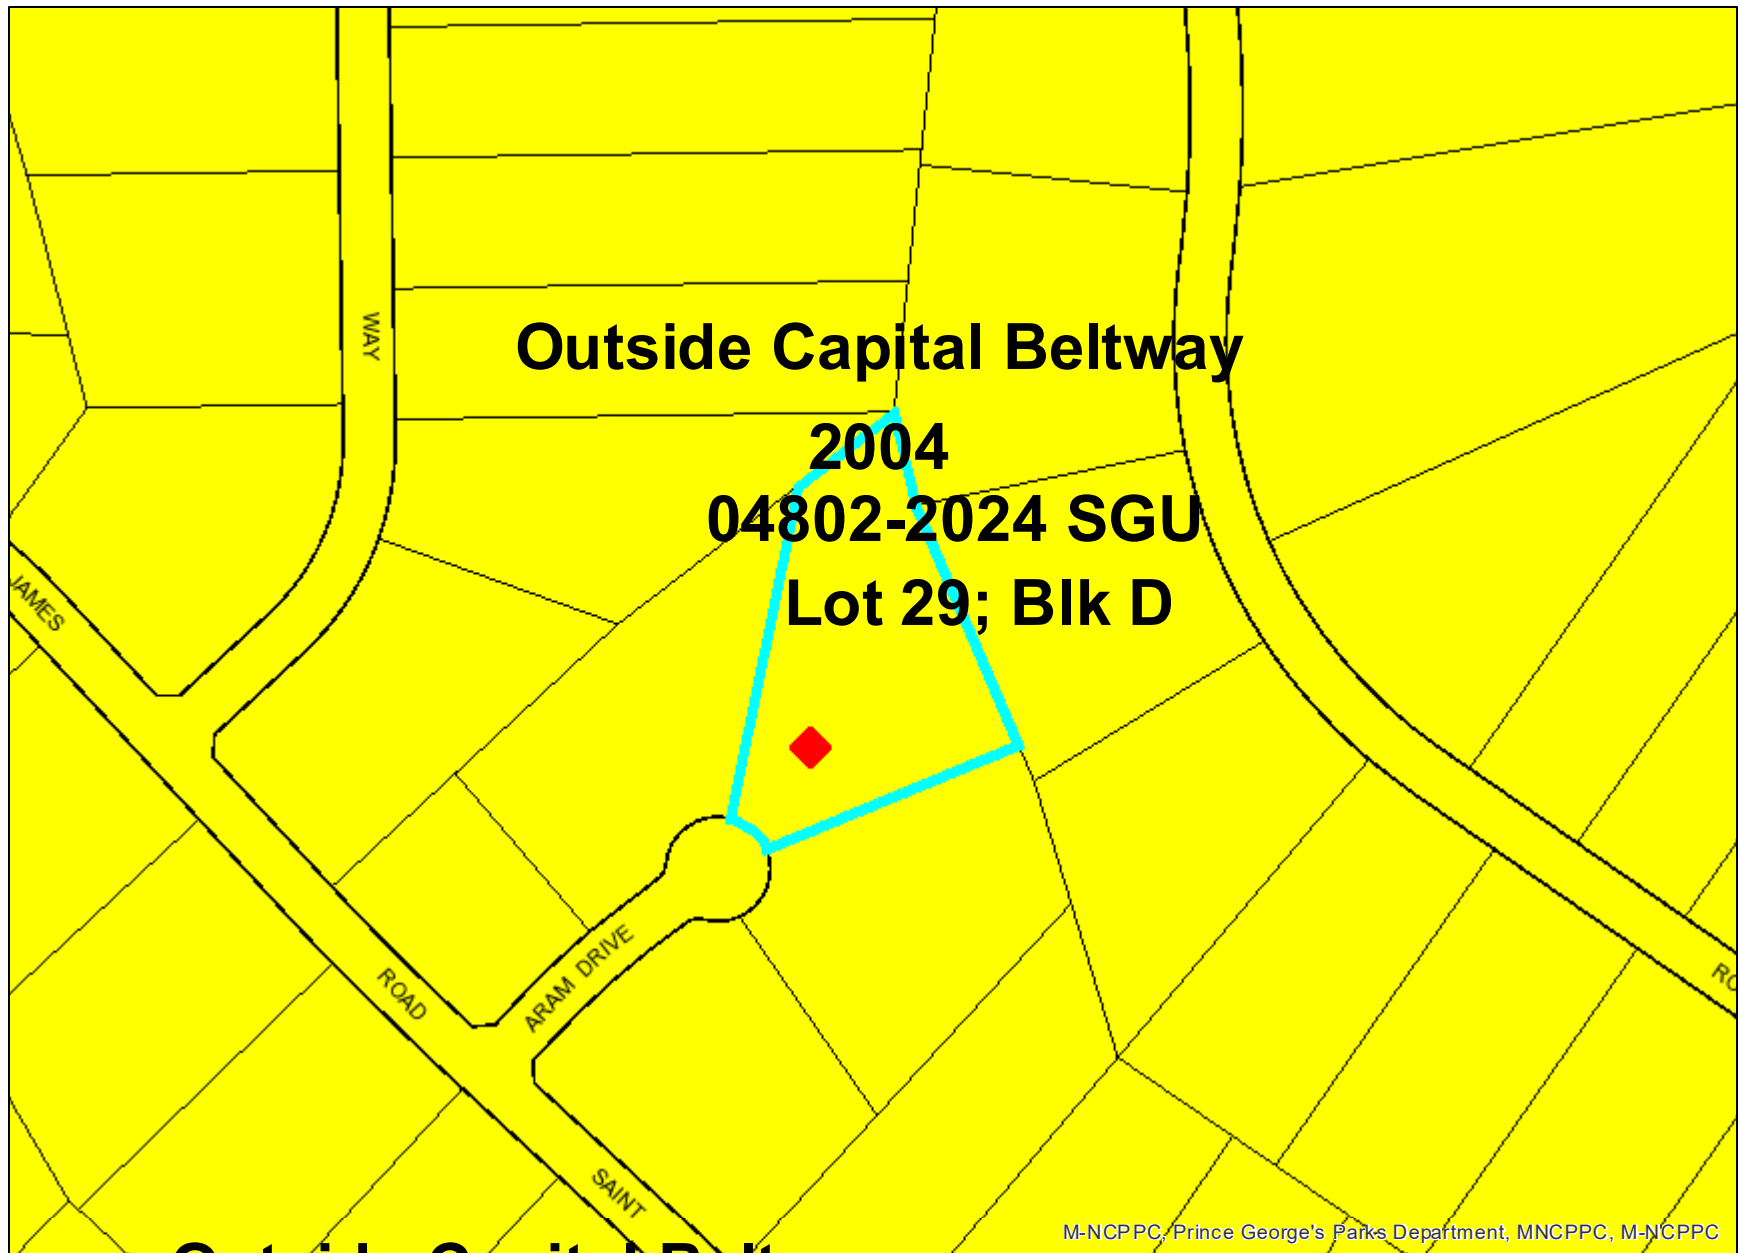 WAY
Outside Capital Beltway
2004
04802-2024 SGU
Lot 29; Blk D
JAMES
ARAM DRIVE
ROAD
SAINT
M-NCPPC, Prince George's Parks Department, MNCPPC, M-NCPPC